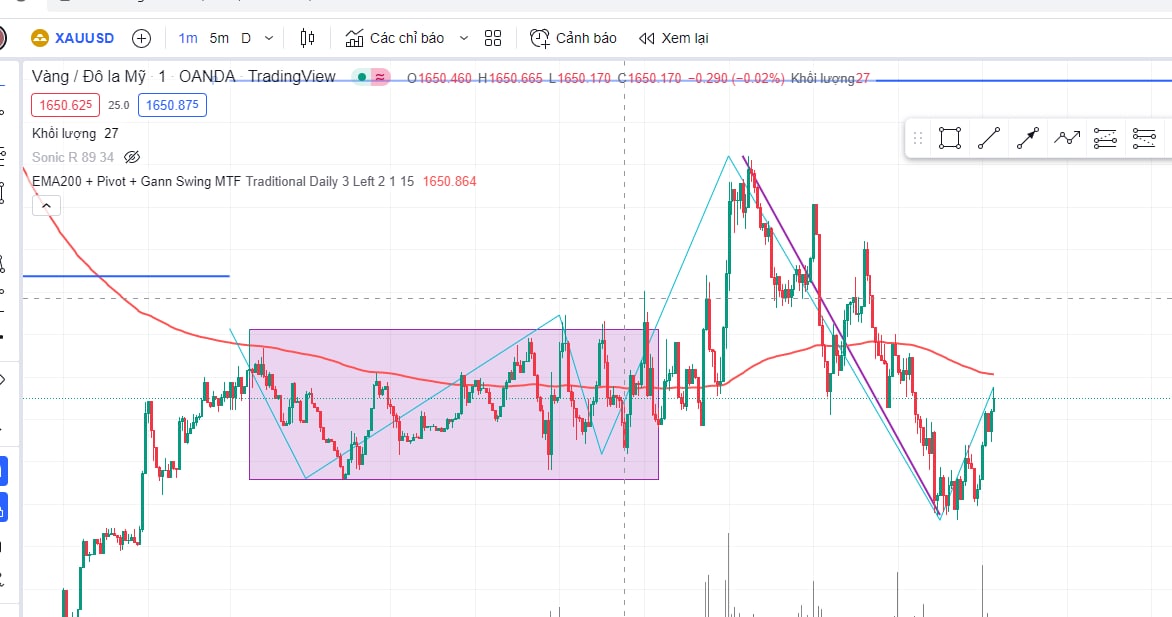 XAUUSD 1m 5m D Các chỉ báo Cảnh báo Xem lại
Vàng / Đô la Mỹ · 1 · OANDA · TradingView O1650.460 H1650.665 L1650.170 C1650.170 −0.290 (−0.02%) Khối lượng27
1650.625 25.0 1650.875
Khối lượng 27
Sonic R 89 34
EMA200 + Pivot + Gann Swing MTF Traditional Daily 3 Left 2 1 15 1650.864